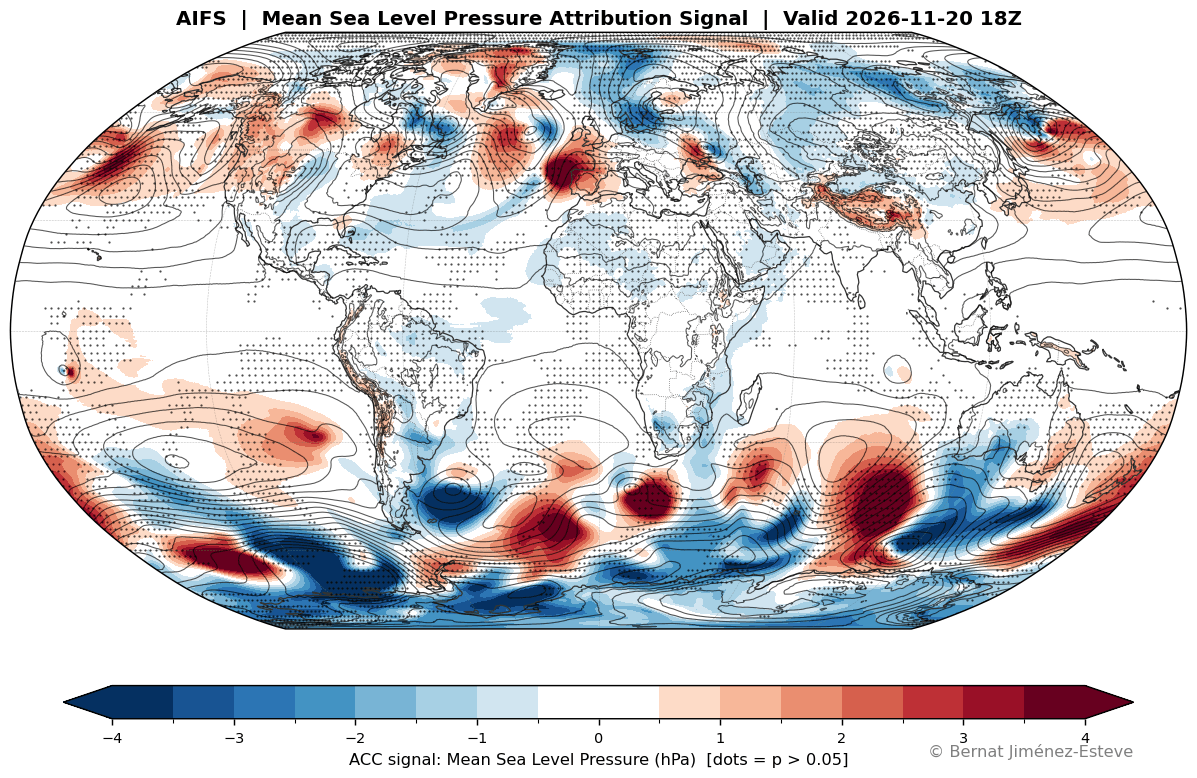 AIFS | Mean Sea Level Pressure Attribution Signal | Valid 2026-11-20 18Z
−4 −3 −2 −1 0 1 2 3 4
© Bernat Jiménez-Esteve
ACC signal: Mean Sea Level Pressure (hPa) [dots = p > 0.05]